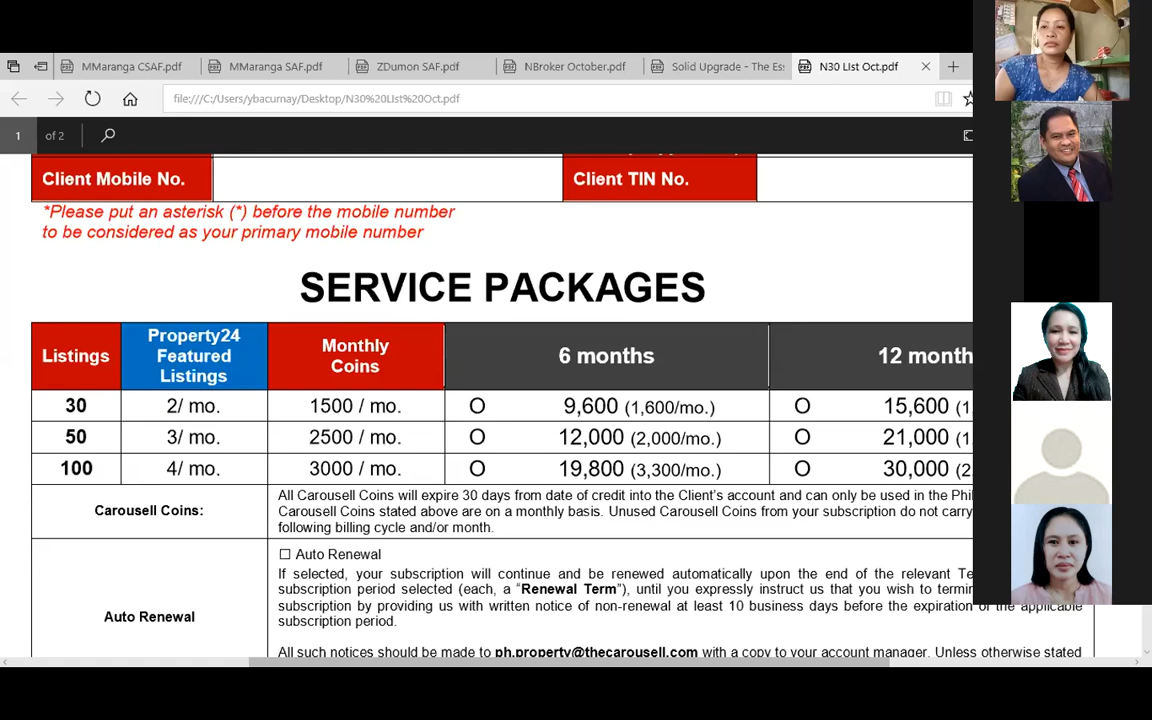 MMaranga CSAF.pdf MMaranga SAF.pdf ZDumon SAF.pdf NBroker October.pdf Solid Upgrade - The Es N30 LIst Oct.pdf
file:///C:/Users/ybacurnay/Desktop/N30%20LIst%20Oct.pdf
1 of 2
Client Mobile No. Client TIN No.
*Please put an asterisk (*) before the mobile number
to be considered as your primary mobile number
SERVICE PACKAGES
Listings Property24 Featured Listings Monthly Coins 6 months 12 month
30 2/ mo. 1500 / mo. O 9,600 (1,600/mo.) O 15,600 (1
50 3/ mo. 2500 / mo. O 12,000 (2,000/mo.) O 21,000 (1
100 4/ mo. 3000 / mo. O 19,800 (3,300/mo.) O 30,000 (2
Carousell Coins:
All Carousell Coins will expire 30 days from date of credit into the Client's account and can only be used in the Phil
Carousell Coins stated above are on a monthly basis. Unused Carousell Coins from your subscription do not carry
following billing cycle and/or month.
Auto Renewal
☐ Auto Renewal
If selected, your subscription will continue and be renewed automatically upon the end of the relevant Te
subscription period selected (each, a “Renewal Term”), until you expressly instruct us that you wish to termin
subscription by providing us with written notice of non-renewal at least 10 business days before the expiration of the applicable
subscription period.
All such notices should be made to ph.property@thecarousell.com with a copy to your account manager. Unless otherwise stated